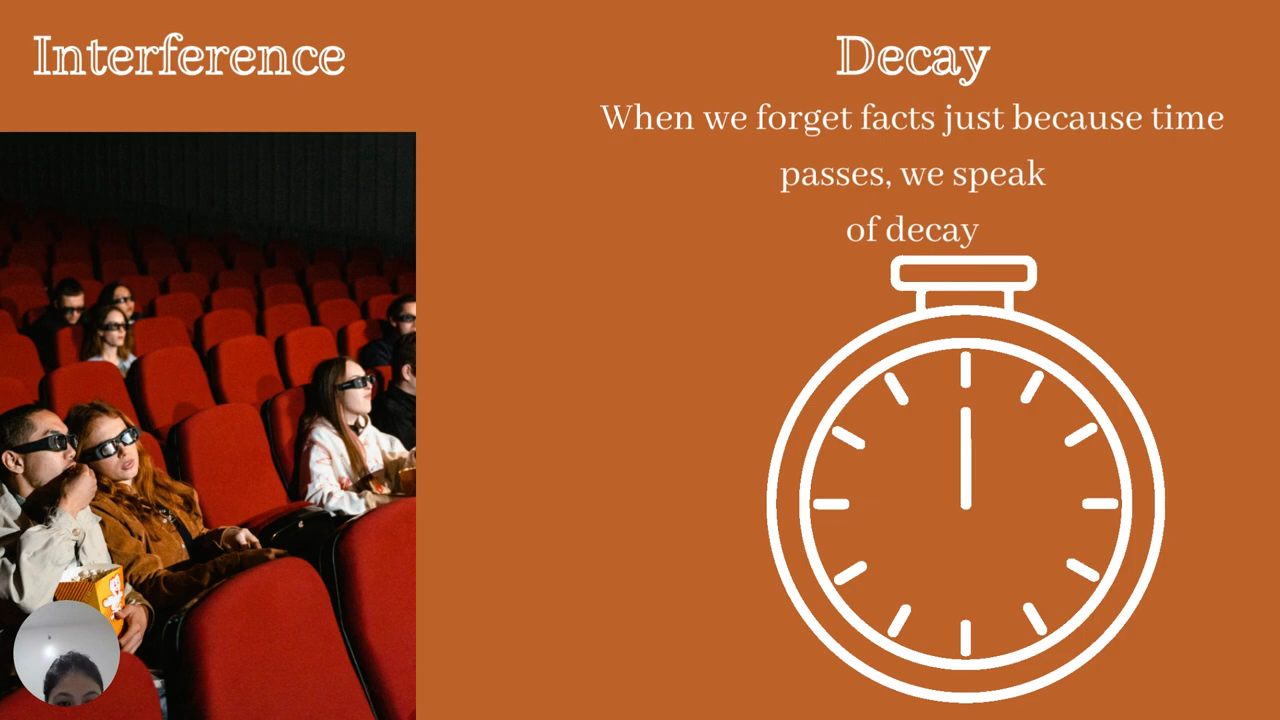 Interference
Decay
When we forget facts just because time
passes, we speak
of decay